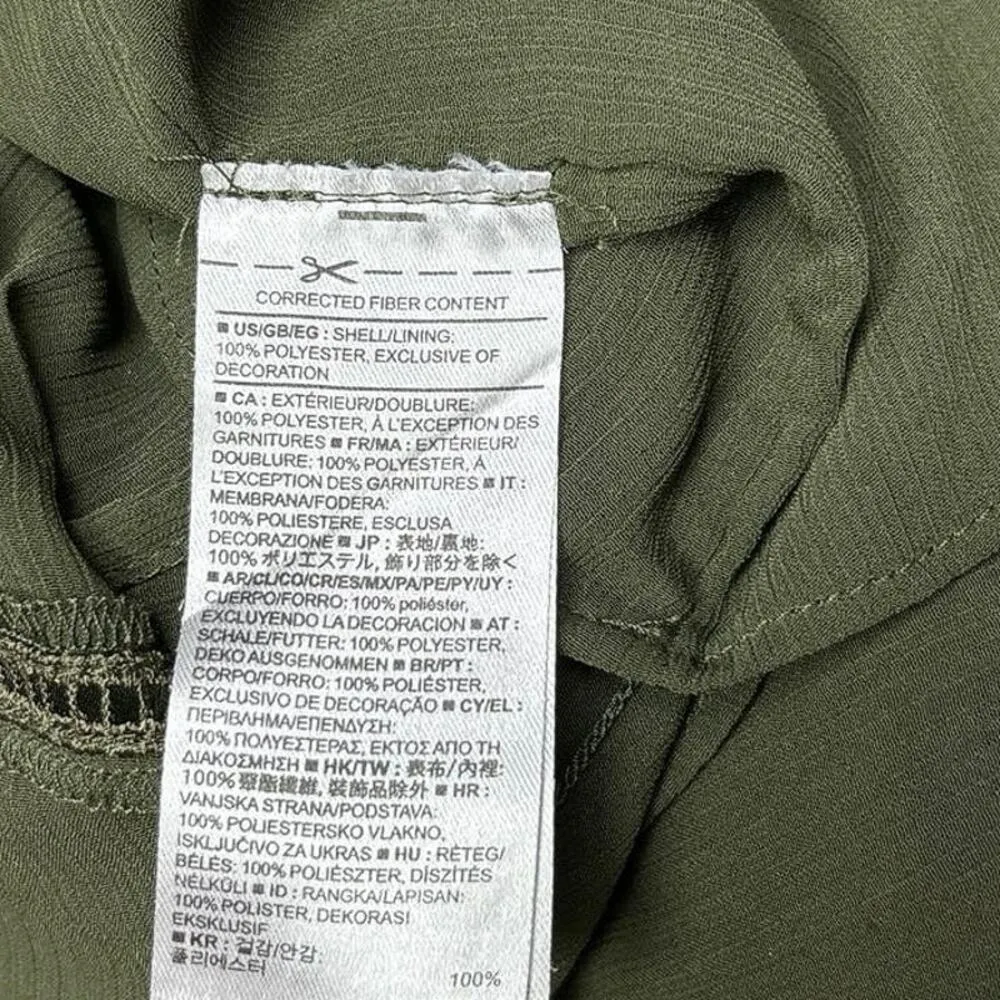 CORRECTED FIBER CONTENT
US/GB/EG : SHELL/LINING:
100% POLYESTER, EXCLUSIVE OF
DECORATION
CA : EXTÉRIEUR/DOUBLURE:
100% POLYESTER, À L'EXCEPTION DES
GARNITURES FR/MA : EXTÉRIEUR/
DOUBLURE: 100% POLYESTER, À
L'EXCEPTION DES GARNITURES IT :
MEMBRANA/FODERA:
100% POLIESTERE, ESCLUSA
DECORAZIONE JP : 表地/裏地:
100% ポリエステル, 飾り部分を除く
AR/CL/CO/CR/ES/MX/PA/PE/PY/UY :
CUERPO/FORRO: 100% poliéster,
EXCLUYENDO LA DECORACION AT :
SCHALE/FUTTER: 100% POLYESTER,
DEKO AUSGENOMMEN BR/PT :
CORPO/FORRO: 100% POLIÉSTER,
EXCLUSIVO DE DECORAÇÃO CY/EL :
ΠΕΡΙΒΛΗΜΑ/ΕΠΕΝΔΥΣΗ:
100% ΠΟΛΥΕΣΤΕΡΑΣ, ΕΚΤΟΣ ΑΠΟ ΤΗ
ΔΙΑΚΟΣΜΗΣΗ HK/TW : 表布/內裡:
100% 聚酯纖維, 裝飾品除外 HR :
VANJSKA STRANA/PODSTAVA:
100% POLIESTERSKO VLAKNO,
ISKLJUČIVO ZA UKRAS HU : RÉTEG/
BÉLÉS: 100% POLIÉSZTER, DÍSZÍTÉS
NÉLKÜLI ID : RANGKA/LAPISAN:
100% POLISTER, DEKORASI
EKSKLUSIF
KR : 겉감/안감:
폴리에스터 100%